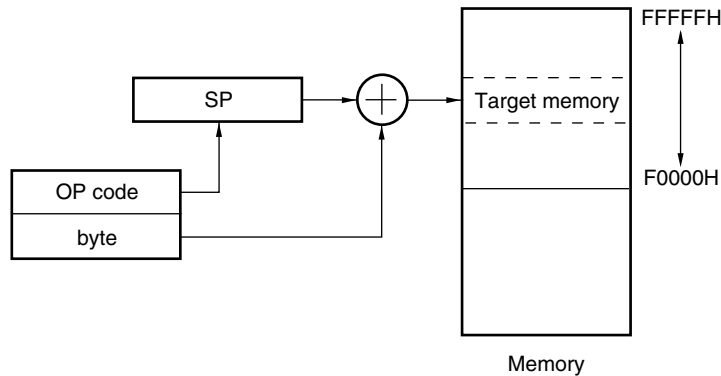 FFFFFH
SP
Target memory
OP code
F0000H
byte
Memory